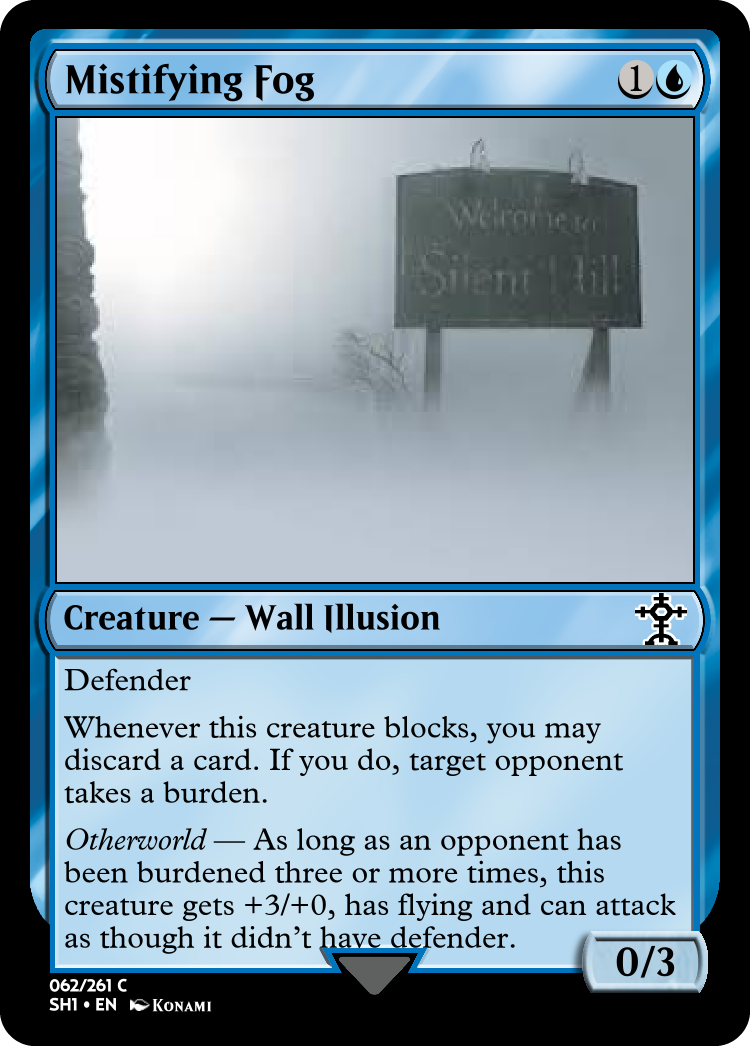 Mistifying Fog
1
Welcome to
Silent Hill
Creature — Wall Illusion
Defender
Whenever this creature blocks, you may
discard a card. If you do, target opponent
takes a burden.
Otherworld — As long as an opponent has
been burdened three or more times, this
creature gets +3/+0, has flying and can attack
as though it didn't have defender.
0/3
062/261 C
SH1 • EN KONAMI